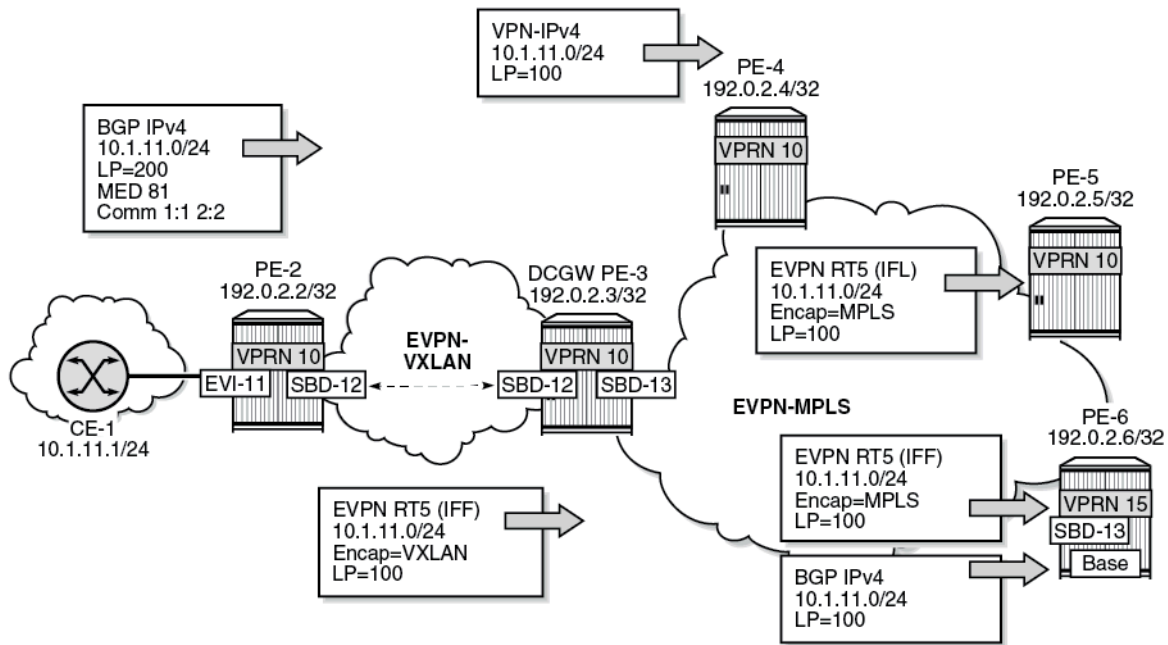 VPN-IPv4
10.1.11.0/24
LP=100
PE-4
192.0.2.4/32
VPRN 10
BGP IPv4
10.1.11.0/24
LP=200
MED 81
Comm 1:1 2:2
PE-5
192.0.2.5/32
VPRN 10
EVPN RT5 (IFL)
10.1.11.0/24
Encap=MPLS
LP=100
PE-2
192.0.2.2/32
VPRN 10
EVI-11
SBD-12
EVPN-
VXLAN
DCGW PE-3
192.0.2.3/32
VPRN 10
SBD-12
SBD-13
CE-1
10.1.11.1/24
EVPN-MPLS
PE-6
192.0.2.6/32
VPRN 15
SBD-13
Base
EVPN RT5 (IFF)
10.1.11.0/24
Encap=MPLS
LP=100
EVPN RT5 (IFF)
10.1.11.0/24
Encap=VXLAN
LP=100
BGP IPv4
10.1.11.0/24
LP=100